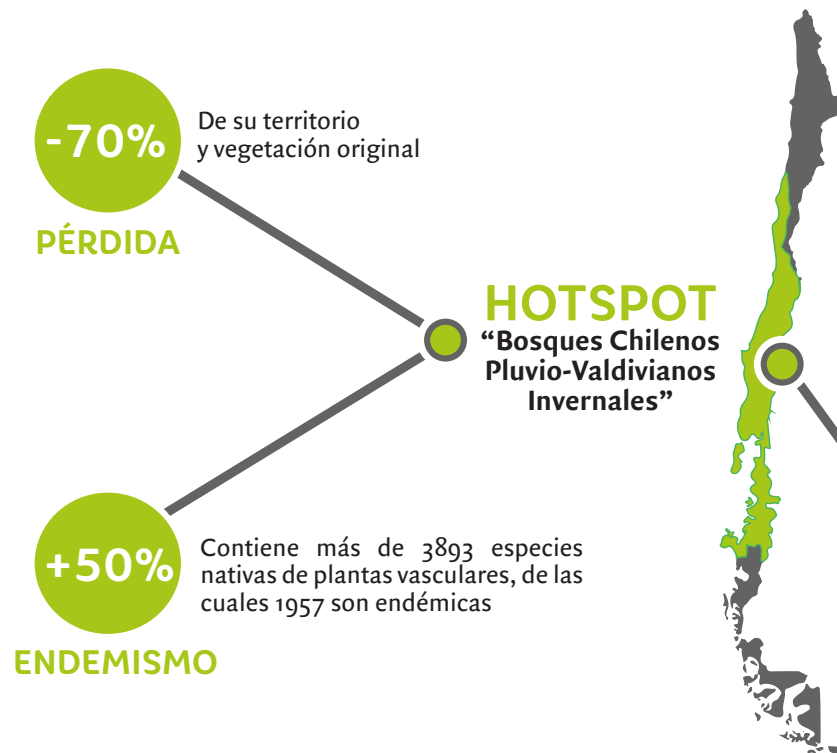 -70%
De su territorio
y vegetación original
PÉRDIDA
HOTSPOT
“Bosques Chilenos
Pluvio-Valdivianos
Invernales”
+50%
Contiene más de 3893 especies
nativas de plantas vasculares, de las
cuales 1957 son endémicas
ENDEMISMO